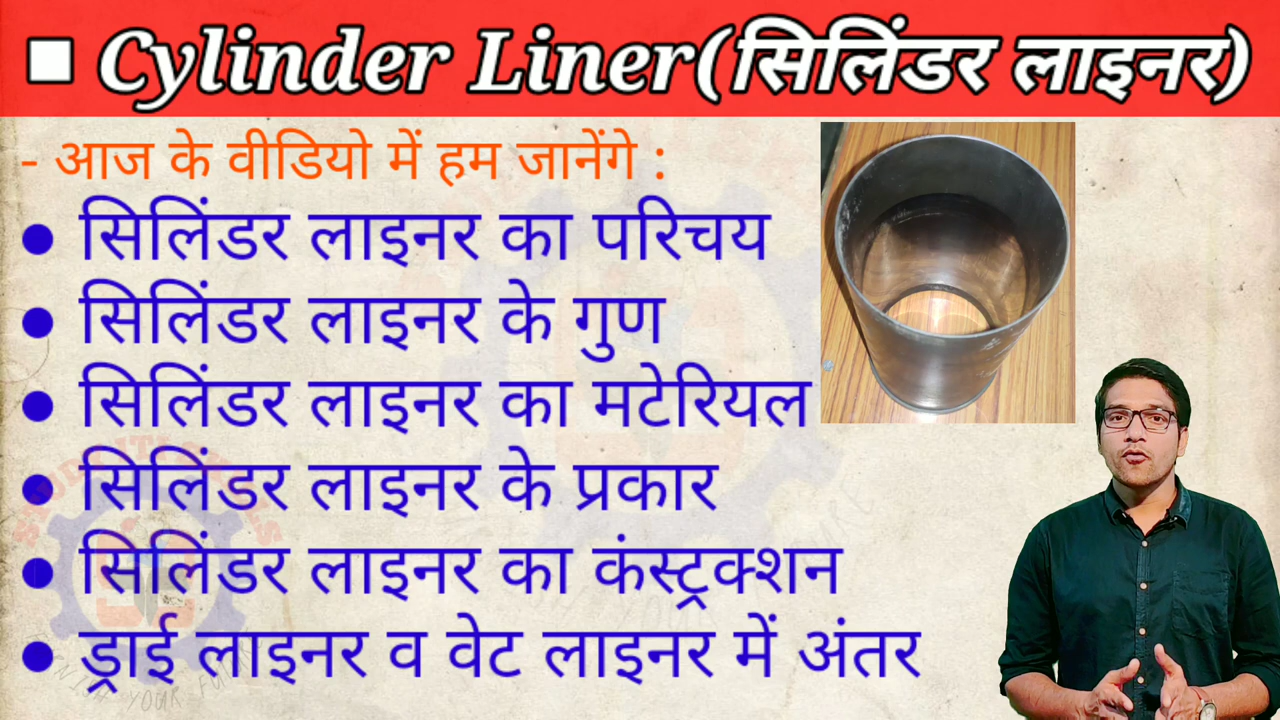 ■ Cylinder Liner(सिलिंडर लाइनर)
- आज के वीडियो में हम जानेंगे :
● सिलिंडर लाइनर का परिचय
● सिलिंडर लाइनर के गुण
● सिलिंडर लाइनर का मटेरियल
● सिलिंडर लाइनर के प्रकार
● सिलिंडर लाइनर का कंस्ट्रक्शन
● ड्राई लाइनर व वेट लाइनर में अंतर